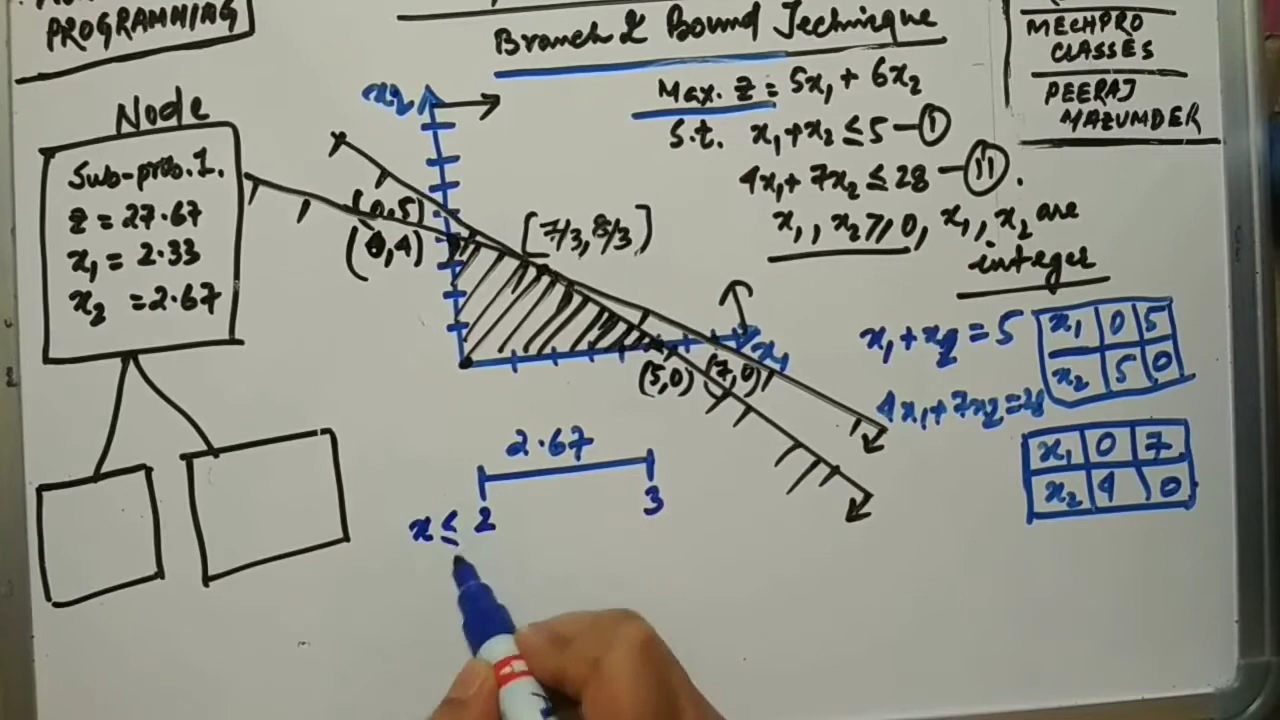 PROGRAMMING
Branch & Bound Technique
MECHPRO
CLASSES
PEERAJ
MAZUMDER
Max. Z = 5x₁ + 6x₂
S.t. x₁+x₂ ≤ 5 — I
4x₁+ 7x₂ ≤ 28 — II .
x₁, x₂ ≥ 0, x₁, x₂ are
integer
Node
Sub-prob. 1.
Z = 27.67
x₁ = 2.33
x₂ = 2.67
x₂
(0,5)
(0,4)
[7/3, 8/3]
x₁
(5,0) (7,0)
x₁+x₂ = 5
x₁ 0 5
x₂ 5 0
4x₁+7x₂=28
x₁ 0 7
x₂ 4 0
2.67
x ≤ 2 3